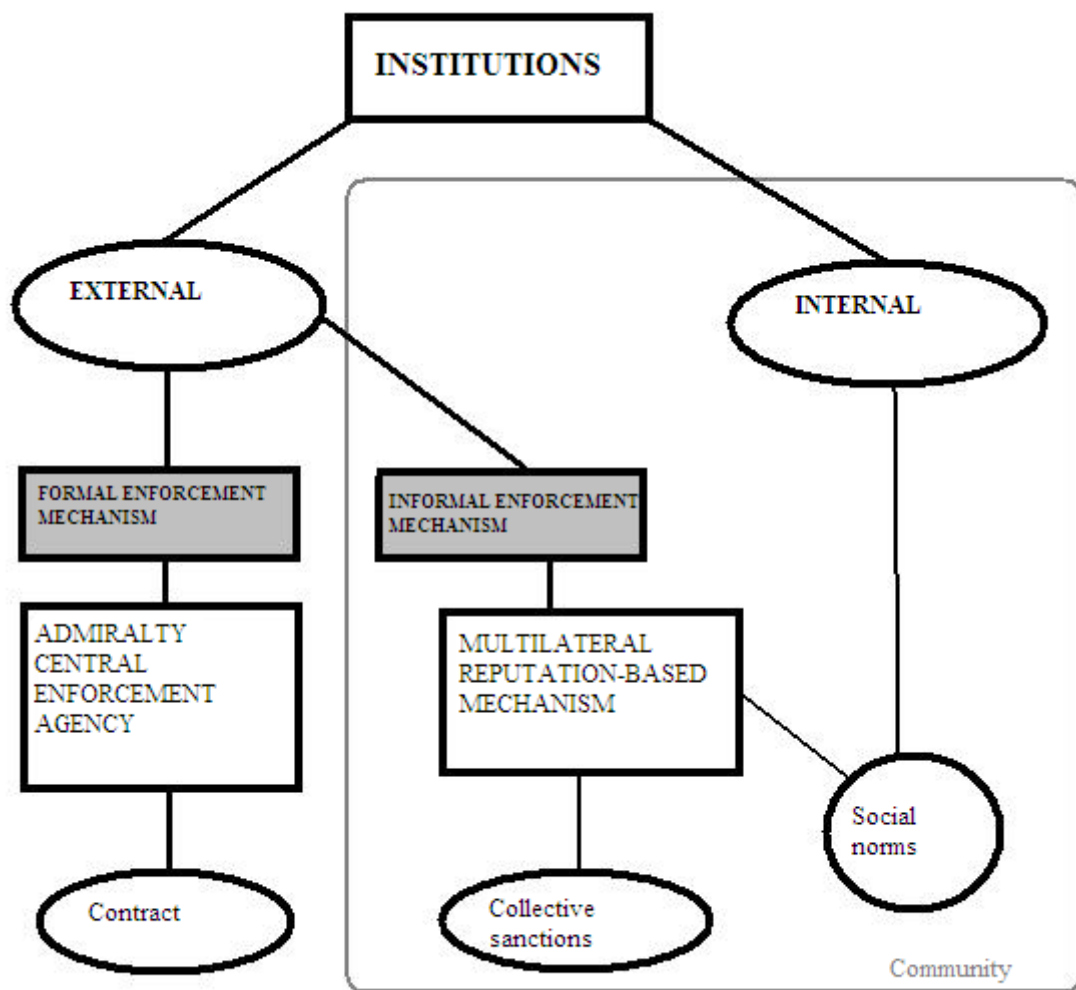 INSTITUTIONS
EXTERNAL
INTERNAL
FORMAL ENFORCEMENT
MECHANISM
INFORMAL ENFORCEMENT
MECHANISM
ADMIRALTY
CENTRAL
ENFORCEMENT
AGENCY
MULTILATERAL
REPUTATION-BASED
MECHANISM
Social
norms
Contract
Collective
sanctions
Community